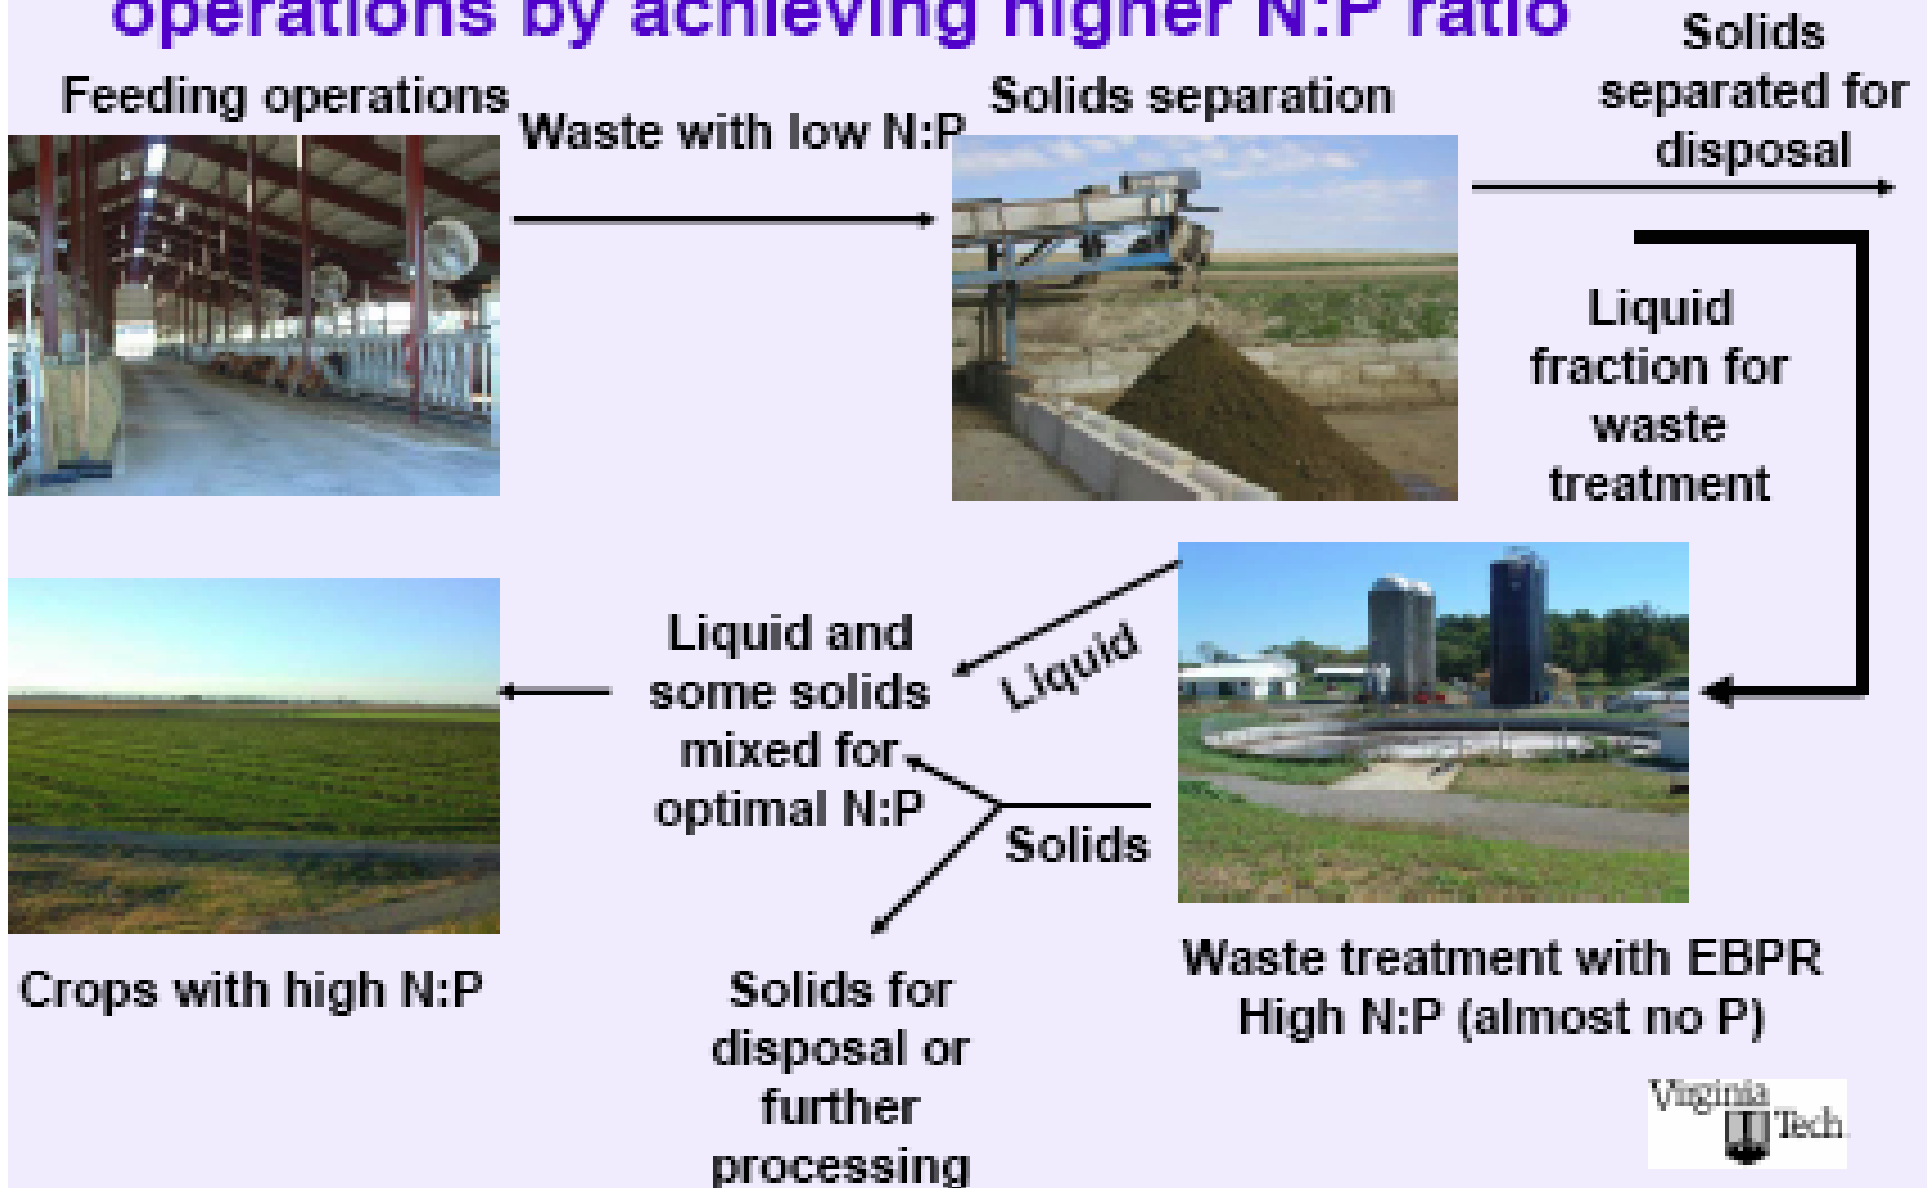 operations by achieving higher N:P ratio
Feeding operations
Waste with low N:P
Solids separation
Solids
separated for
disposal
Liquid
fraction for
waste
treatment
Liquid and
some solids
mixed for
optimal N:P
Liquid
Solids
Crops with high N:P
Solids for
disposal or
further
processing
Waste treatment with EBPR
High N:P (almost no P)
Virginia
Tech